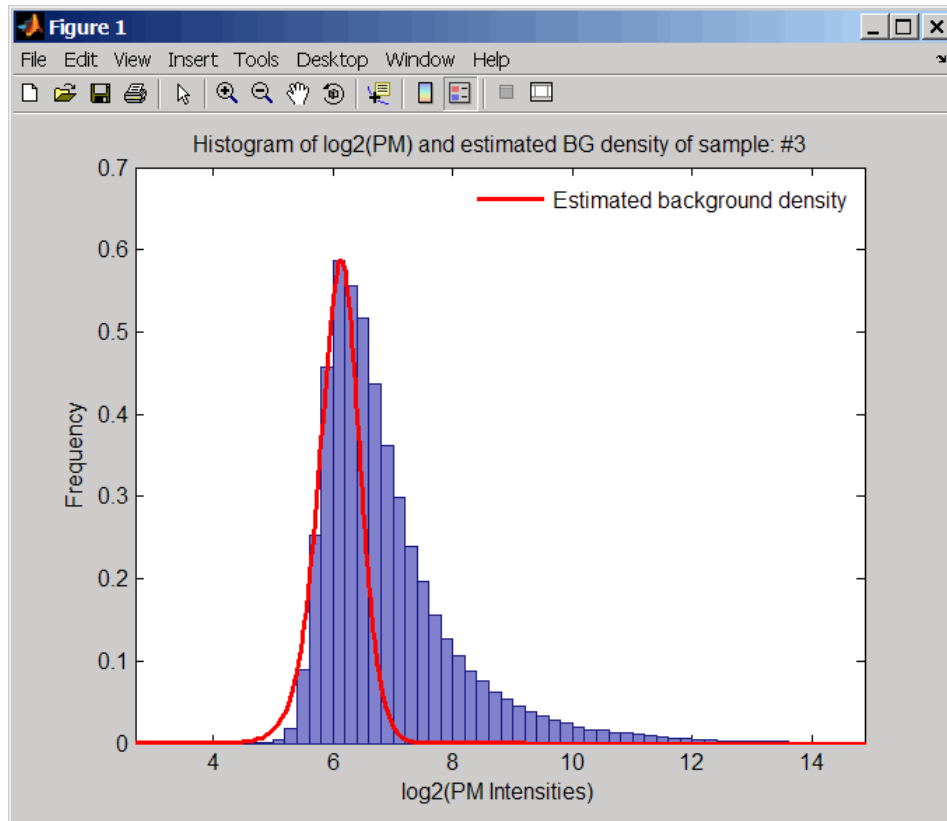 Figure 1
File Edit View Insert Tools Desktop Window Help
Histogram of log2(PM) and estimated BG density of sample: #3
Estimated background density
0.7
0.6
0.5
0.4
0.3
0.2
0.1
0
Frequency
4 6 8 10 12 14
log2(PM Intensities)